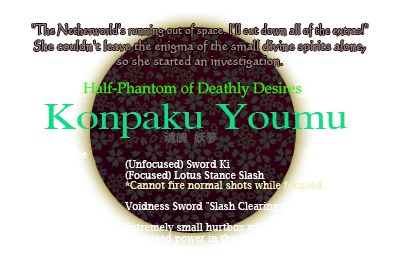 "The Netherworld's running out of space. I'll cut down all of the extras!"
She couldn't leave the enigma of the small divine spirits alone,
so she started an investigation.
Half-Phantom of Deathly Desires
Konpaku Youmu
魂魄 妖夢
(Unfocused) Sword Ki
(Focused) Lotus Stance Slash
*Cannot fire normal shots while focused.
Voidness Sword "Slash Clearing
Extremely small hurtbox
power in the